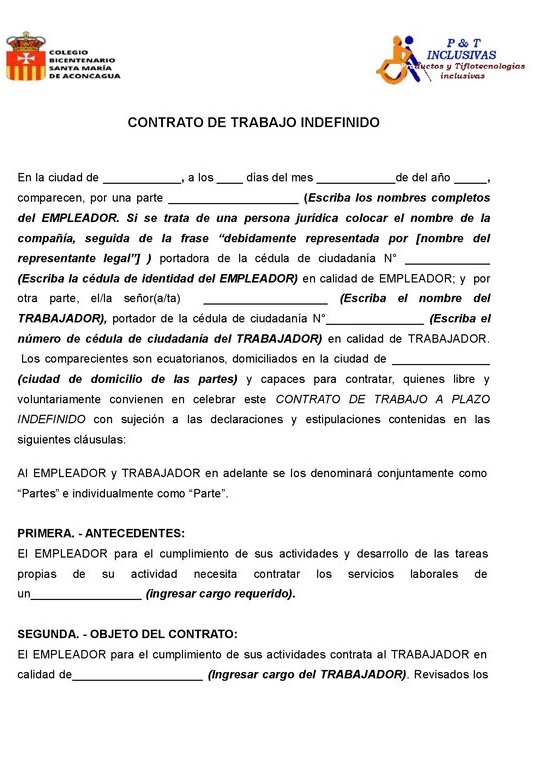 COLEGIO
BICENTENARIO
SANTA MARÍA
DE ACONCAGUA
P & T
INCLUSIVAS
ductos y Tiflotecnologías
inclusivas
CONTRATO DE TRABAJO INDEFINIDO
En la ciudad de ____________, a los ____ días del mes ____________de del año _____,
comparecen, por una parte ____________________ (Escriba los nombres completos
del EMPLEADOR. Si se trata de una persona jurídica colocar el nombre de la
compañía, seguida de la frase “debidamente representada por [nombre del
representante legal”] ) portadora de la cédula de ciudadanía N° _____________
(Escriba la cédula de identidad del EMPLEADOR) en calidad de EMPLEADOR; y por
otra parte, el/la señor(a/ta) ___________________ (Escriba el nombre del
TRABAJADOR), portador de la cédula de ciudadanía N°_______________ (Escriba el
número de cédula de ciudadanía del TRABAJADOR) en calidad de TRABAJADOR.
Los comparecientes son ecuatorianos, domiciliados en la ciudad de _______________
(ciudad de domicilio de las partes) y capaces para contratar, quienes libre y
voluntariamente convienen en celebrar este CONTRATO DE TRABAJO A PLAZO
INDEFINIDO con sujeción a las declaraciones y estipulaciones contenidas en las
siguientes cláusulas:
Al EMPLEADOR y TRABAJADOR en adelante se los denominará conjuntamente como
“Partes” e individualmente como “Parte”.
PRIMERA. - ANTECEDENTES:
El EMPLEADOR para el cumplimiento de sus actividades y desarrollo de las tareas
propias de su actividad necesita contratar los servicios laborales de
un_________________ (ingresar cargo requerido).
SEGUNDA. - OBJETO DEL CONTRATO:
El EMPLEADOR para el cumplimiento de sus actividades contrata al TRABAJADOR en
calidad de____________________ (Ingresar cargo del TRABAJADOR). Revisados los